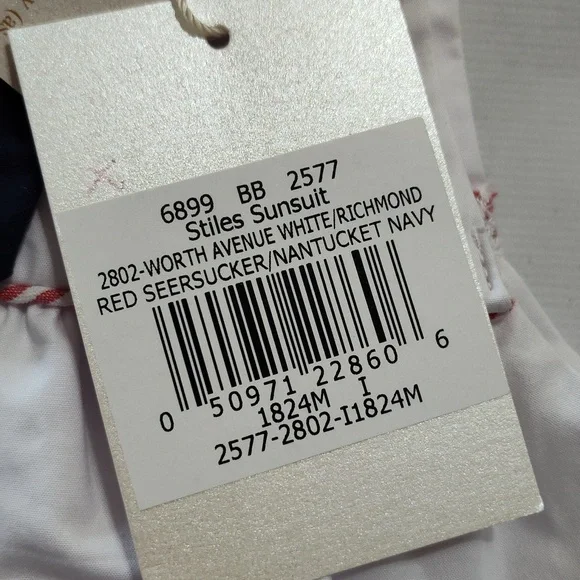 6899 BB 2577
Stiles Sunsuit
2802-WORTH AVENUE WHITE/RICHMOND
RED SEERSUCKER/NANTUCKET NAVY
0 50971 22860 6
1824M I
2577-2802-I1824M